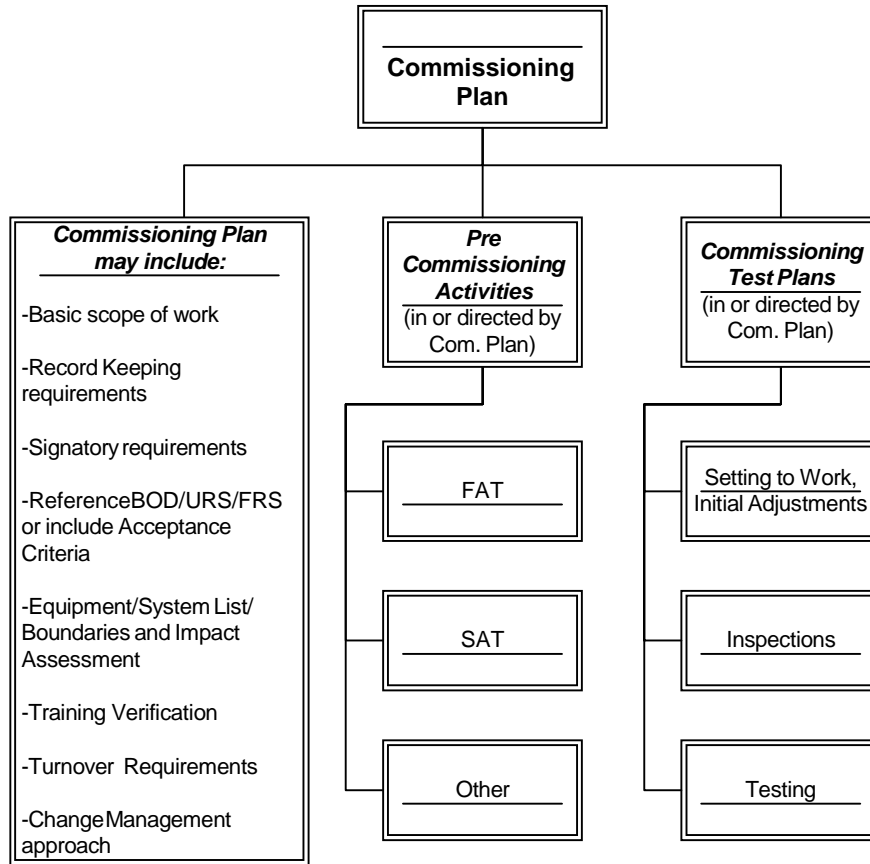 Commissioning
Plan
Commissioning Plan
may include:
-Basic scope of work
-Record Keeping
requirements
-Signatory requirements
-ReferenceBOD/URS/FRS
or include Acceptance
Criteria
-Equipment/System List/
Boundaries and Impact
Assessment
-Training Verification
-Turnover Requirements
-ChangeManagement
approach
Pre
Commissioning
Activities
(in or directed by
Com. Plan)
FAT
SAT
Other
Commissioning
Test Plans
(in or directed by
Com. Plan)
Setting to Work,
Initial Adjustments
Inspections
Testing